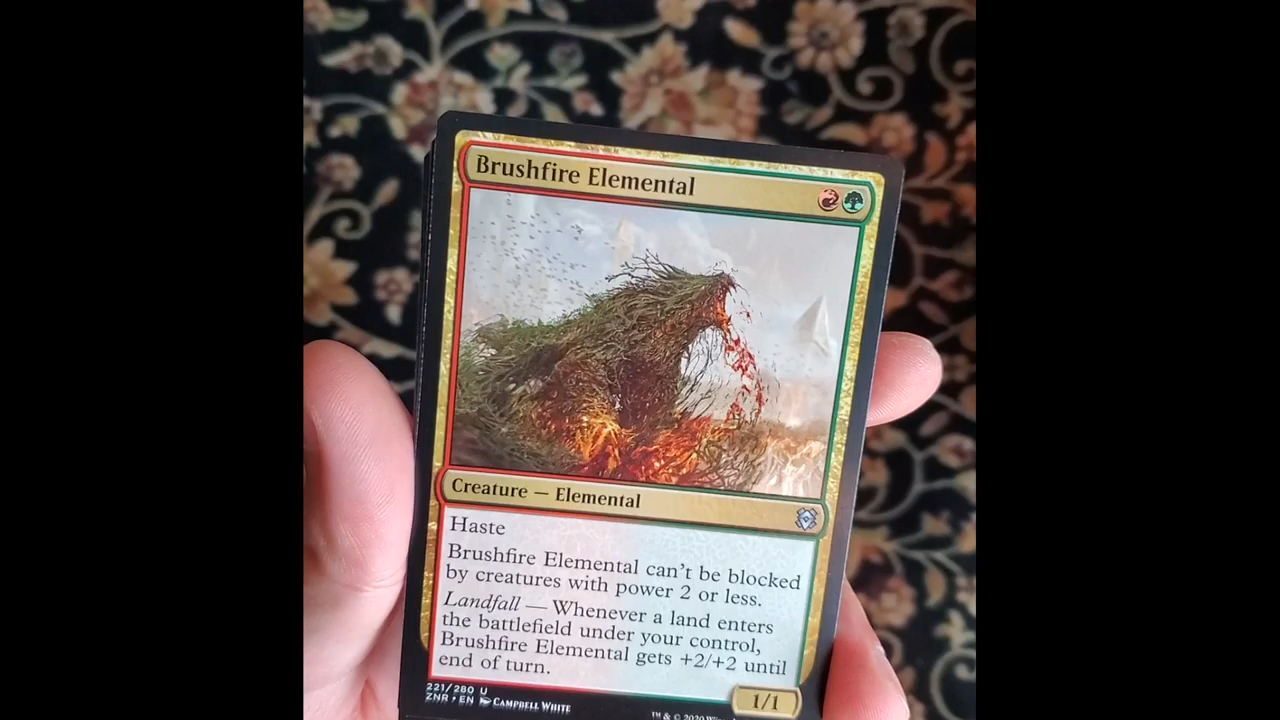 Brushfire Elemental
Creature — Elemental
Haste
Brushfire Elemental can't be blocked
by creatures with power 2 or less.
Landfall — Whenever a land enters
the battlefield under your control,
Brushfire Elemental gets +2/+2 until
end of turn.
1/1
221/280 U
ZNR • EN Campbell White
™ & © 2020